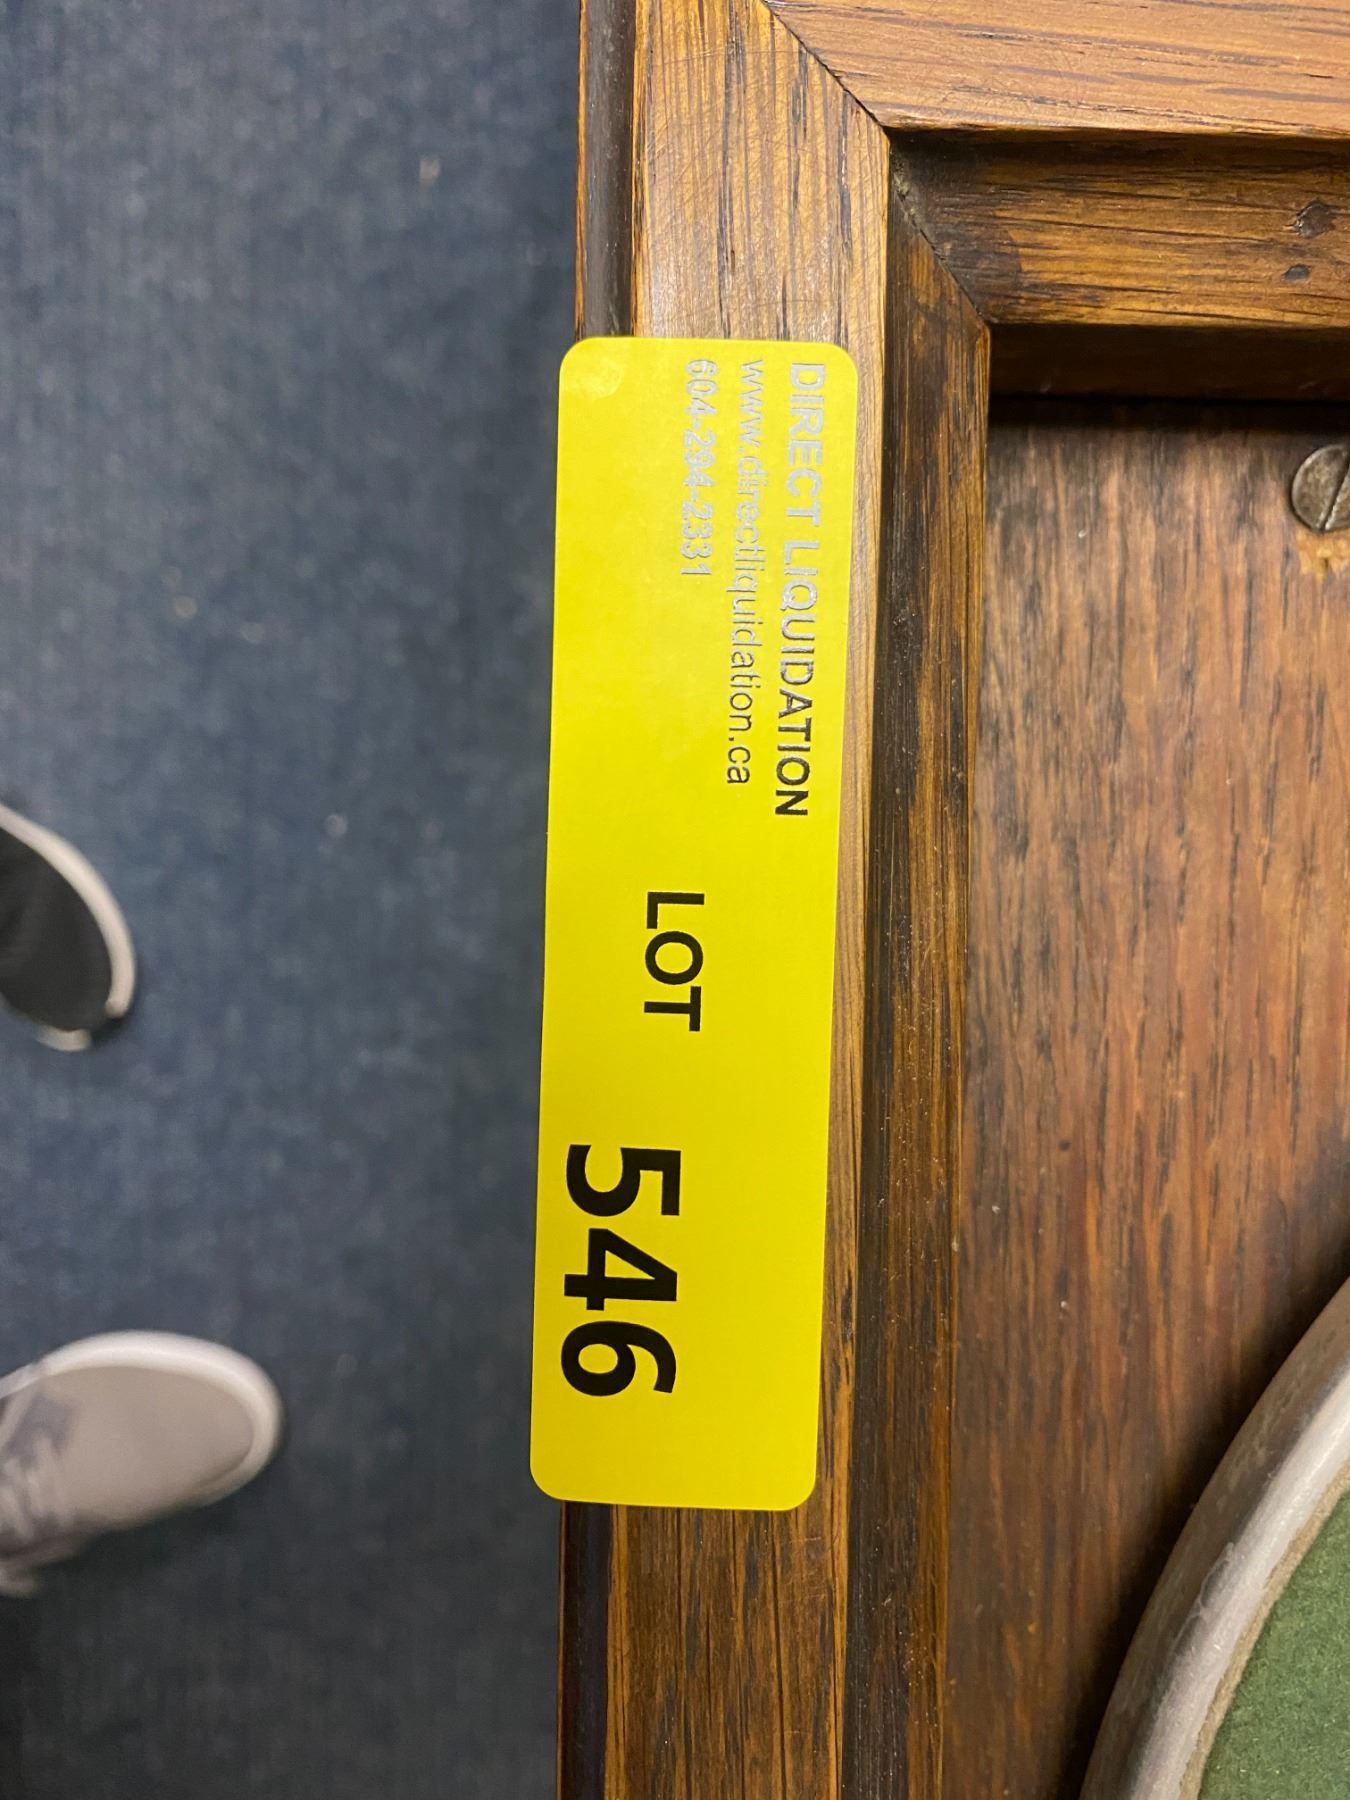 DIRECT LIQUIDATION
www.directliquidation.ca
604-294-2331
LOT 546